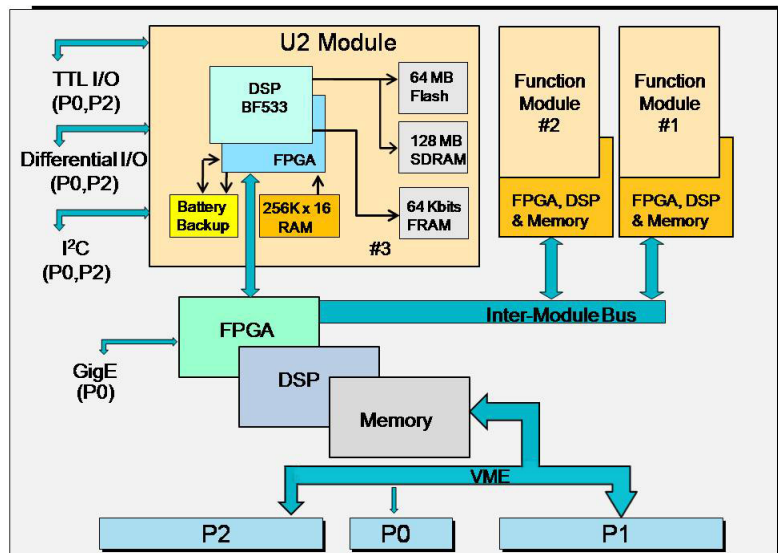 U2 Module
TTL I/O
(P0,P2)
Differential I/O
(P0,P2)
I²C
(P0,P2)
DSP
BF533
FPGA
64 MB
Flash
128 MB
SDRAM
64 Kbits
FRAM
Battery
Backup
256K x 16
RAM
#3
Function
Module
#2
FPGA, DSP
& Memory
Function
Module
#1
FPGA, DSP
& Memory
Inter-Module Bus
FPGA
GigE
(P0)
DSP
Memory
VME
P2
P0
P1